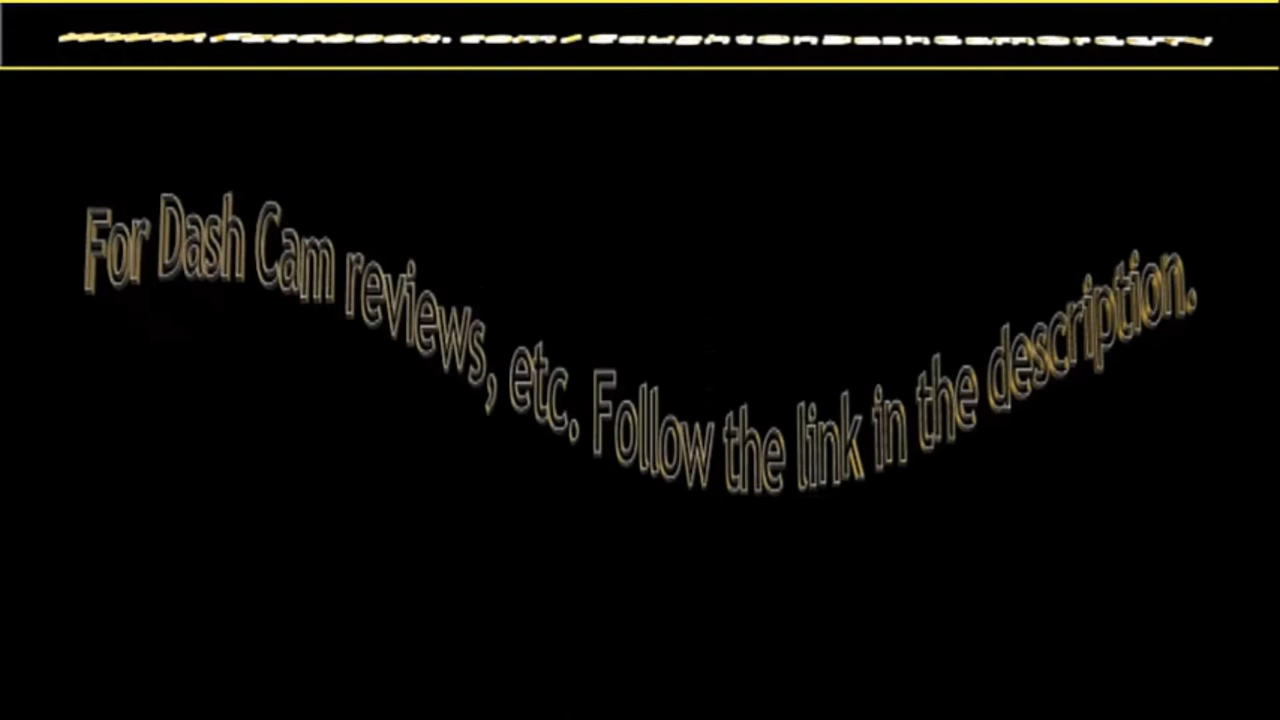 For Dash Cam reviews, etc. Follow the link in the description.